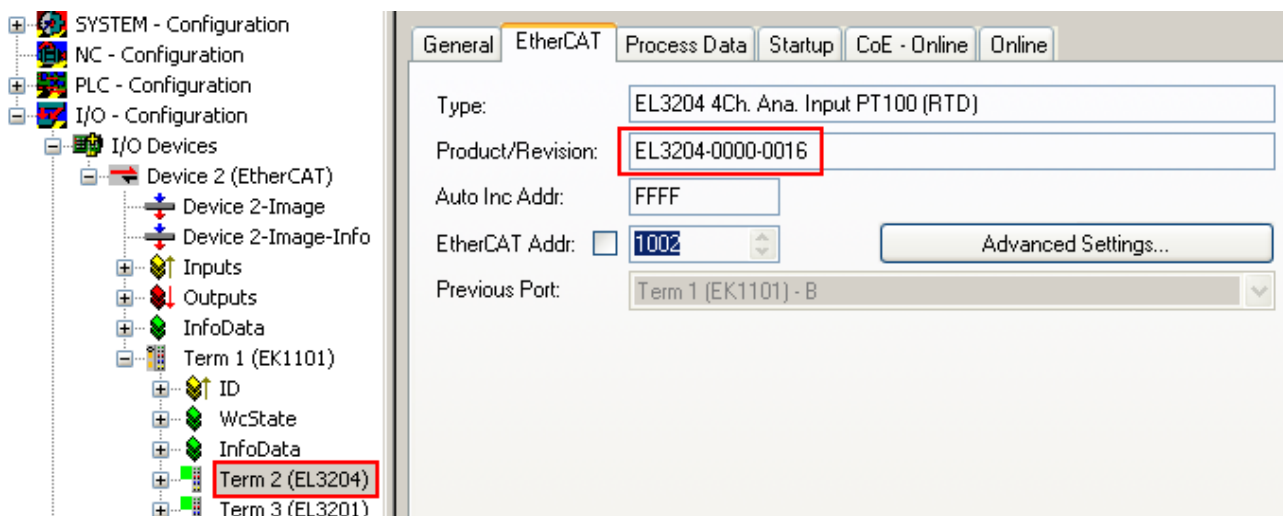 SYSTEM - Configuration
NC - Configuration
PLC - Configuration
I/O - Configuration
I/O Devices
Device 2 (EtherCAT)
Device 2-Image
Device 2-Image-Info
Inputs
Outputs
InfoData
Term 1 (EK1101)
ID
WcState
InfoData
Term 2 (EL3204)
Term 3 (EL3201)
General EtherCAT Process Data Startup CoE - Online Online
Type: EL3204 4Ch. Ana. Input PT100 (RTD)
Product/Revision: EL3204-0000-0016
Auto Inc Addr: FFFF
EtherCAT Addr: 1002 Advanced Settings...
Previous Port: Term 1 (EK1101) - B